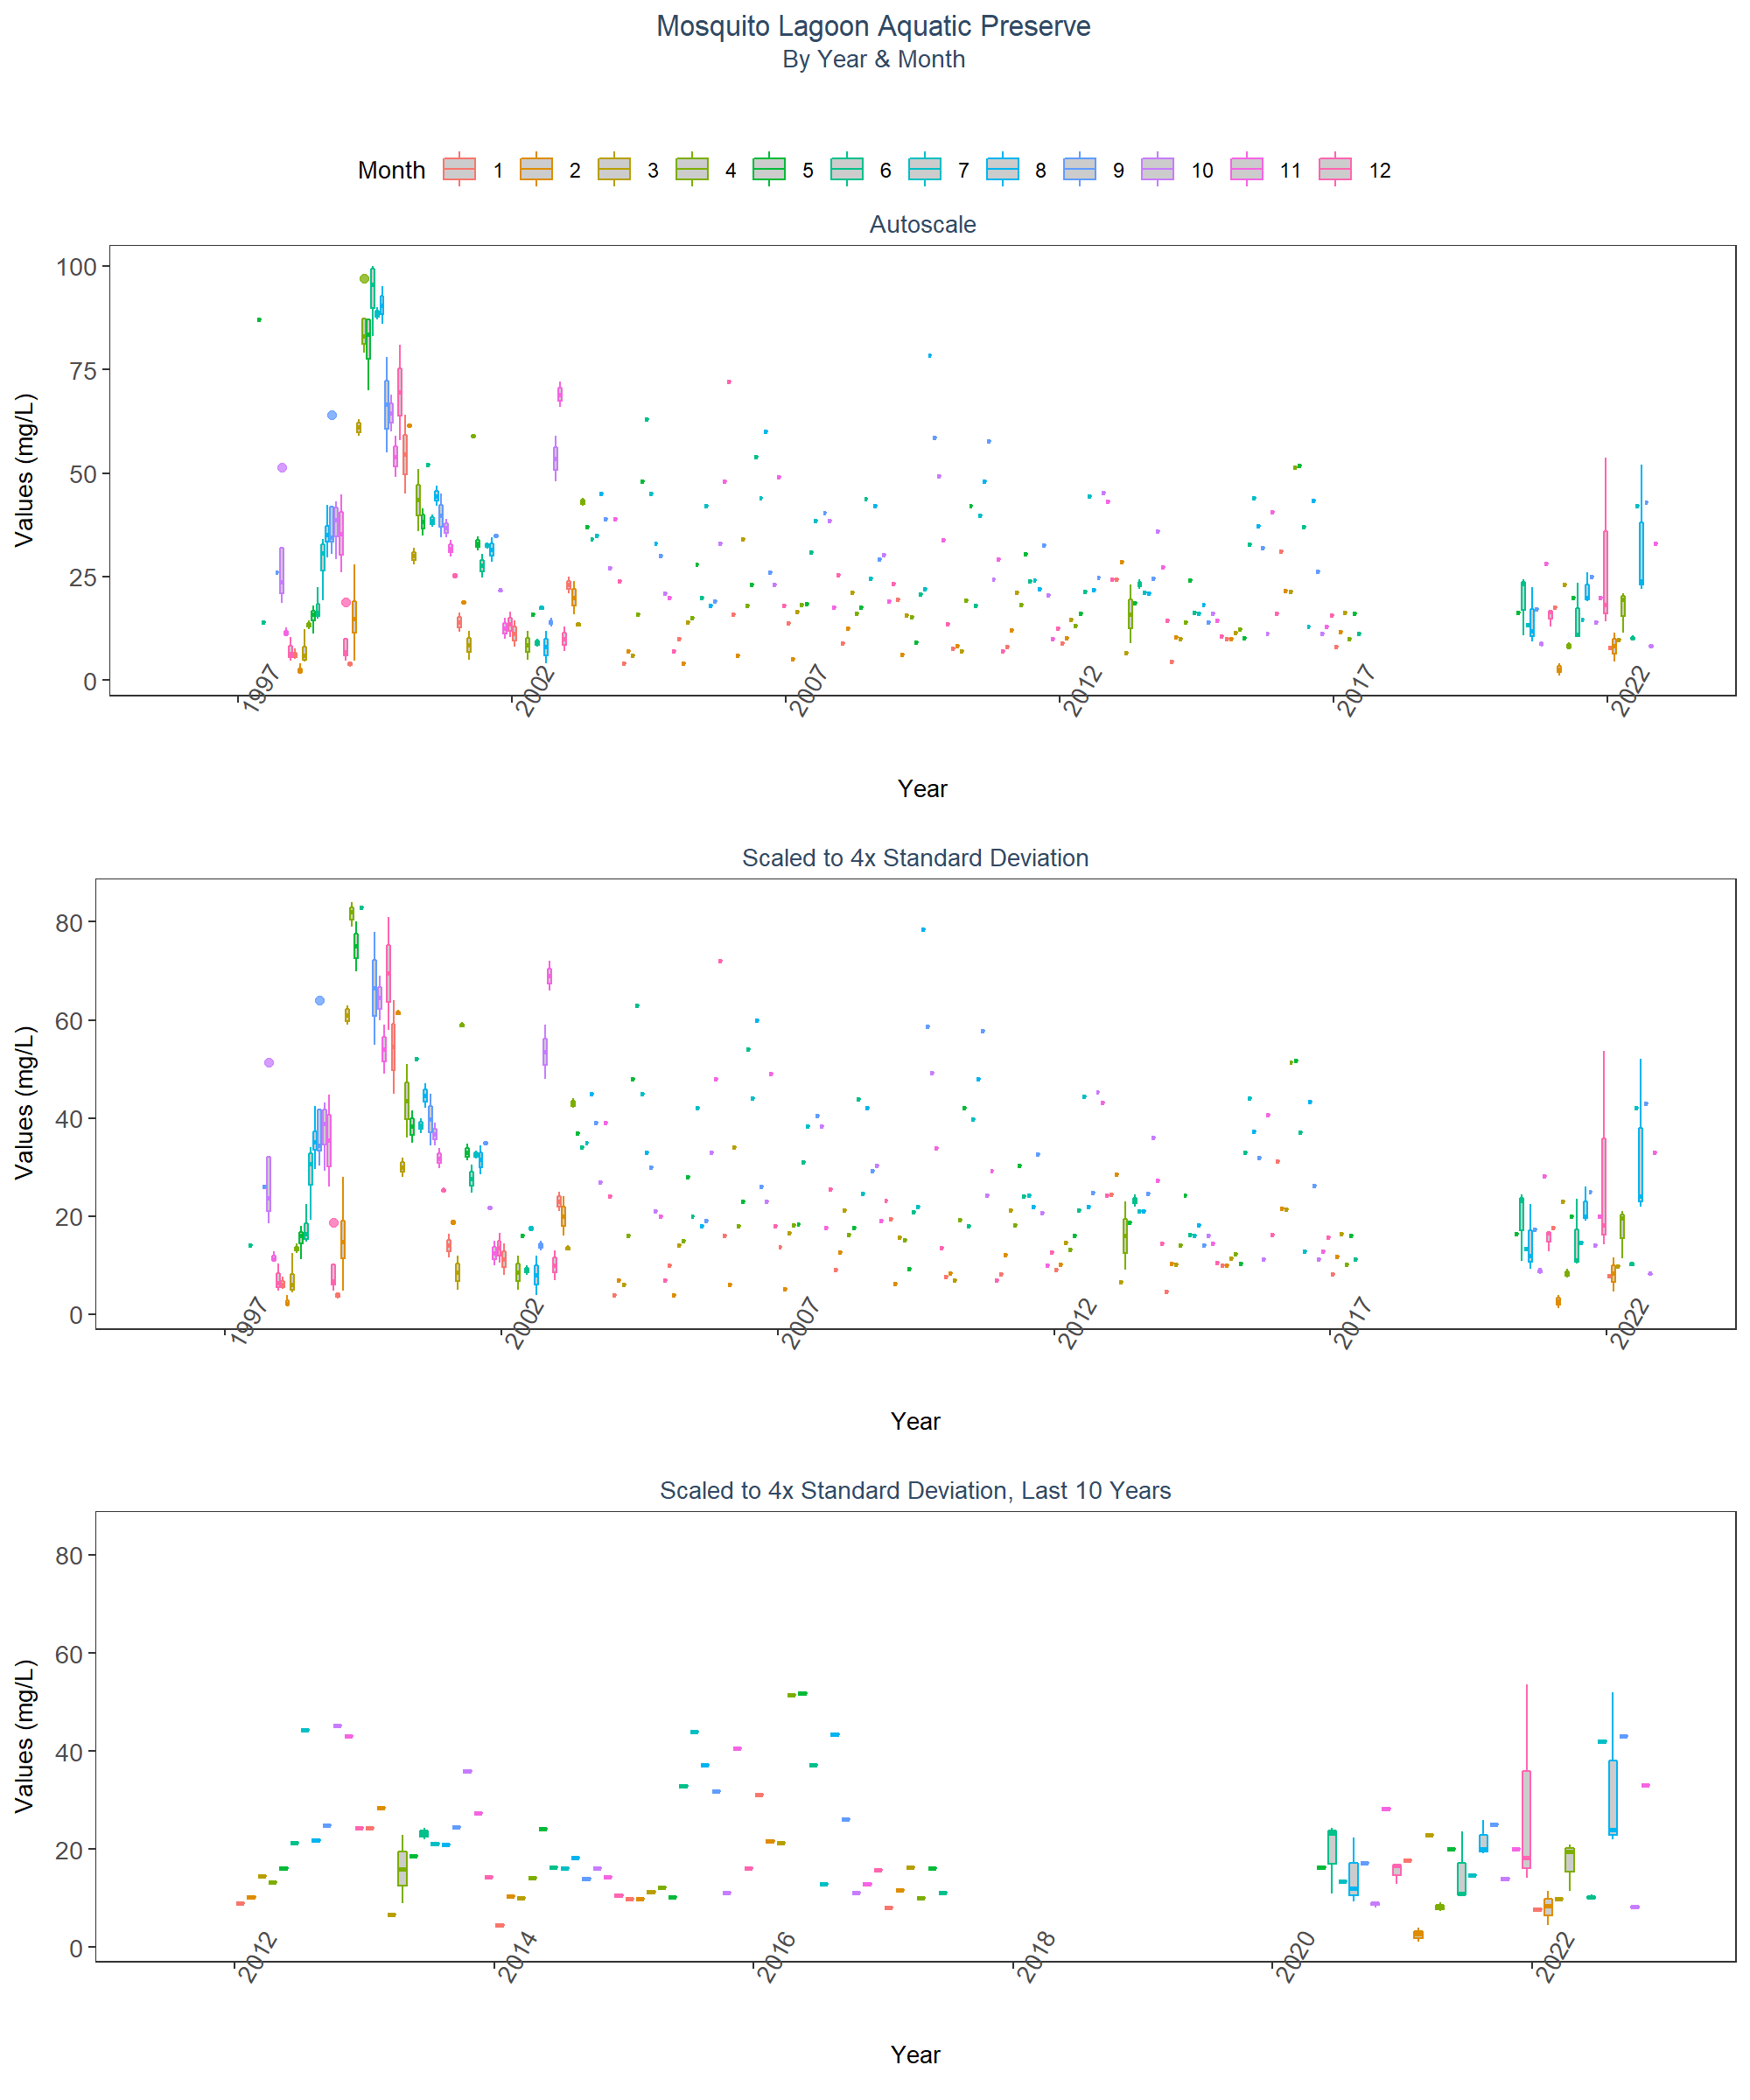 Mosquito Lagoon Aquatic Preserve
By Year & Month
Month 1 2 3 4 5 6 7 8 9 10 11 12
Autoscale
Values (mg/L)
100
75
50
25
0
1997 2002 2007 2012 2017 2022
Year
Scaled to 4x Standard Deviation
Values (mg/L)
80
60
40
20
0
1997 2002 2007 2012 2017 2022
Year
Scaled to 4x Standard Deviation, Last 10 Years
Values (mg/L)
80
60
40
20
0
2012 2014 2016 2018 2020 2022
Year